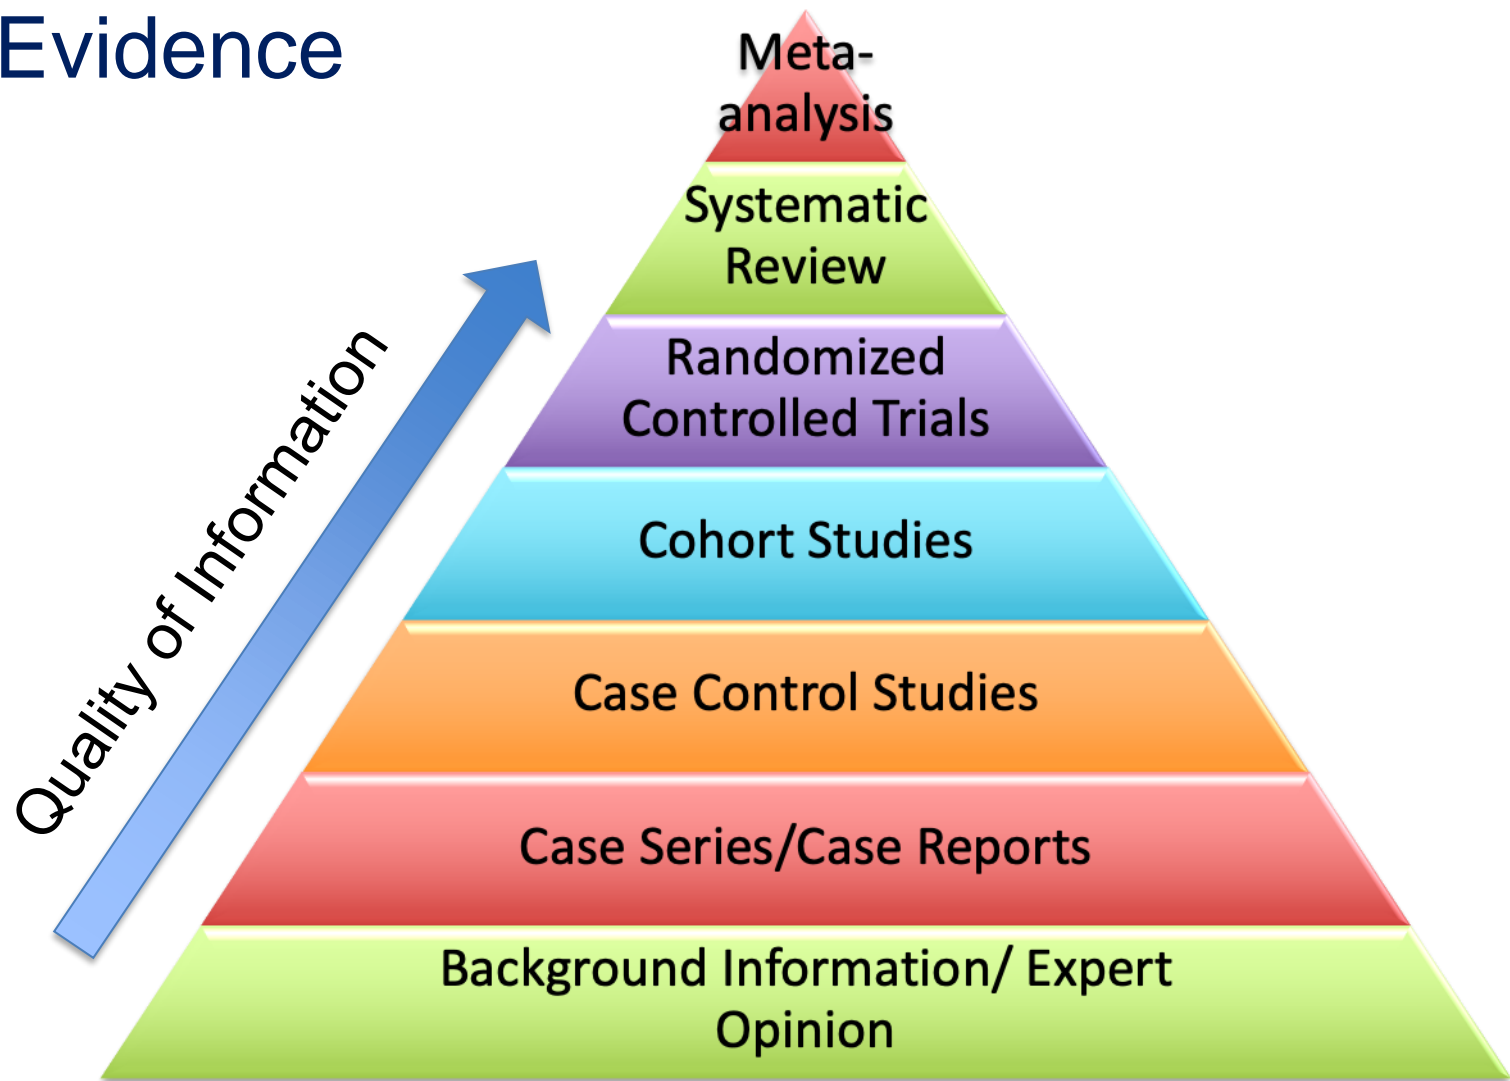 Evidence
Meta-
analysis
Systematic
Review
Randomized
Controlled Trials
Cohort Studies
Case Control Studies
Case Series/Case Reports
Background Information/ Expert
Opinion
Quality of Information